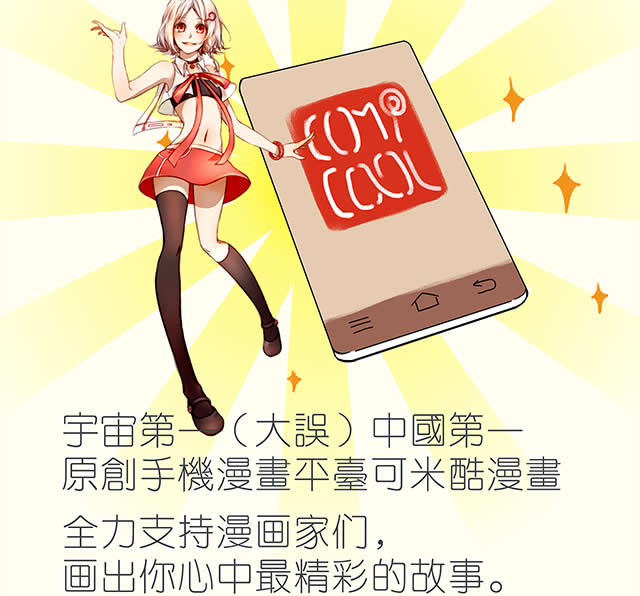 COMI
COOL
宇宙第一（大誤）中國第一
原創手機漫畫平臺可米酷漫畫
全力支持漫画家们，
画出你心中最精彩的故事。